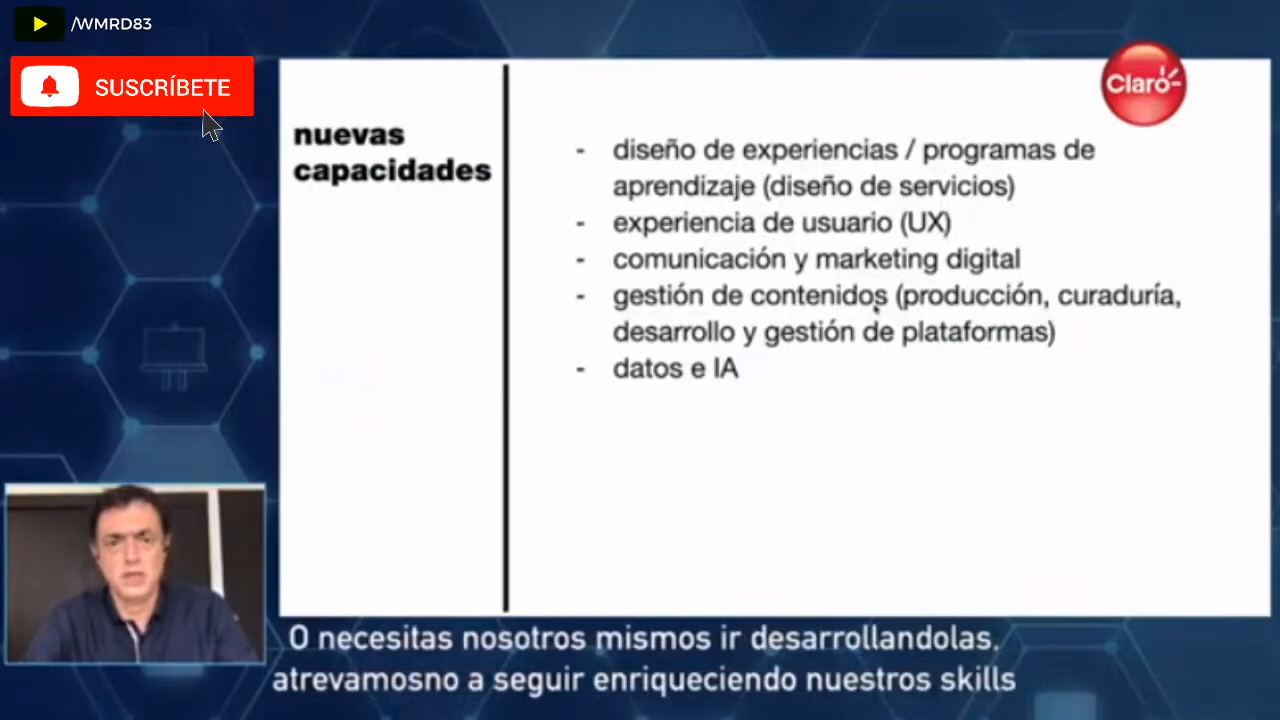 /WMRD83
SUSCRÍBETE
Claro-
nuevas
capacidades
- diseño de experiencias / programas de
aprendizaje (diseño de servicios)
- experiencia de usuario (UX)
- comunicación y marketing digital
- gestión de contenidos (producción, curaduría,
desarrollo y gestión de plataformas)
- datos e IA
O necesitas nosotros mismos ir desarrollandolas.
atrevamosno a seguir enriqueciendo nuestros skills